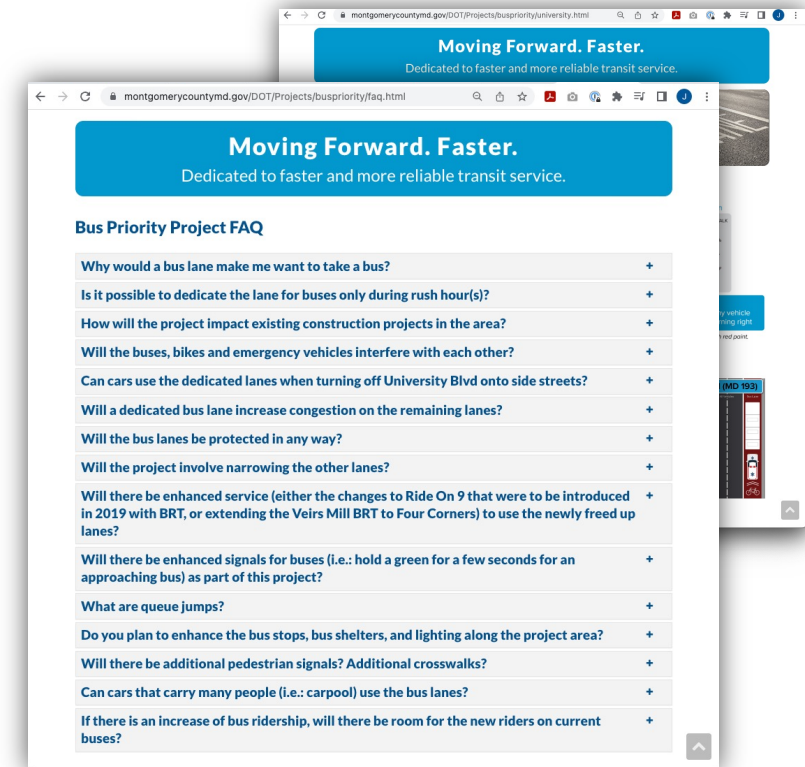 montgomerycountymd.gov/DOT/Projects/buspriority/university.html
Moving Forward. Faster.
Dedicated to faster and more reliable transit service.
montgomerycountymd.gov/DOT/Projects/buspriority/faq.html
Moving Forward. Faster.
Dedicated to faster and more reliable transit service.
Bus Priority Project FAQ
Why would a bus lane make me want to take a bus? +
Is it possible to dedicate the lane for buses only during rush hour(s)? +
How will the project impact existing construction projects in the area? +
Will the buses, bikes and emergency vehicles interfere with each other? +
Can cars use the dedicated lanes when turning off University Blvd onto side streets? +
Will a dedicated bus lane increase congestion on the remaining lanes? +
Will the bus lanes be protected in any way? +
Will the project involve narrowing the other lanes? +
Will there be enhanced service (either the changes to Ride On 9 that were to be introduced +
in 2019 with BRT, or extending the Veirs Mill BRT to Four Corners) to use the newly freed up
lanes?
Will there be enhanced signals for buses (i.e.: hold a green for a few seconds for an +
approaching bus) as part of this project?
What are queue jumps? +
Do you plan to enhance the bus stops, bus shelters, and lighting along the project area? +
Will there be additional pedestrian signals? Additional crosswalks? +
Can cars that carry many people (i.e.: carpool) use the bus lanes? +
If there is an increase of bus ridership, will there be room for the new riders on current +
buses?
vehicle
right
red point.
(MD 193)
J
J